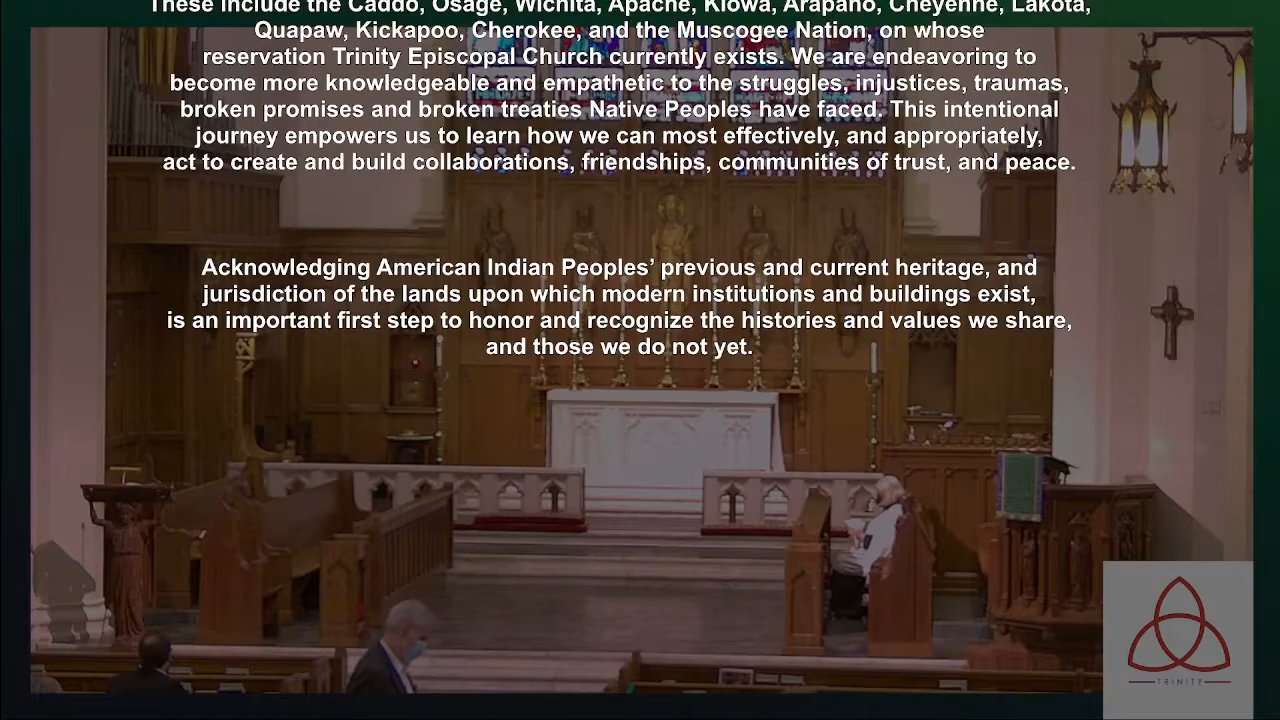 These include the Caddo, Osage, Wichita, Apache, Kiowa, Arapaho, Cheyenne, Lakota,
Quapaw, Kickapoo, Cherokee, and the Muscogee Nation, on whose
reservation Trinity Episcopal Church currently exists. We are endeavoring to
become more knowledgeable and empathetic to the struggles, injustices, traumas,
broken promises and broken treaties Native Peoples have faced. This intentional
journey empowers us to learn how we can most effectively, and appropriately,
act to create and build collaborations, friendships, communities of trust, and peace.
Acknowledging American Indian Peoples’ previous and current heritage, and
jurisdiction of the lands upon which modern institutions and buildings exist,
is an important first step to honor and recognize the histories and values we share,
and those we do not yet.
TRINITY